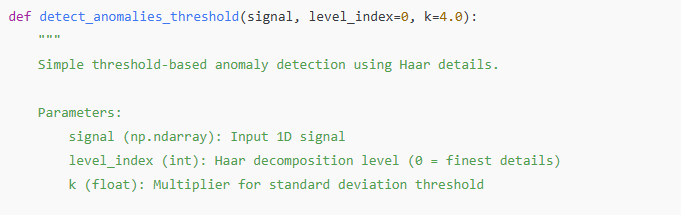 def detect_anomalies_threshold(signal, level_index=0, k=4.0):
    """
    Simple threshold-based anomaly detection using Haar details.

    Parameters:
        signal (np.ndarray): Input 1D signal
        level_index (int): Haar decomposition level (0 = finest details)
        k (float): Multiplier for standard deviation threshold